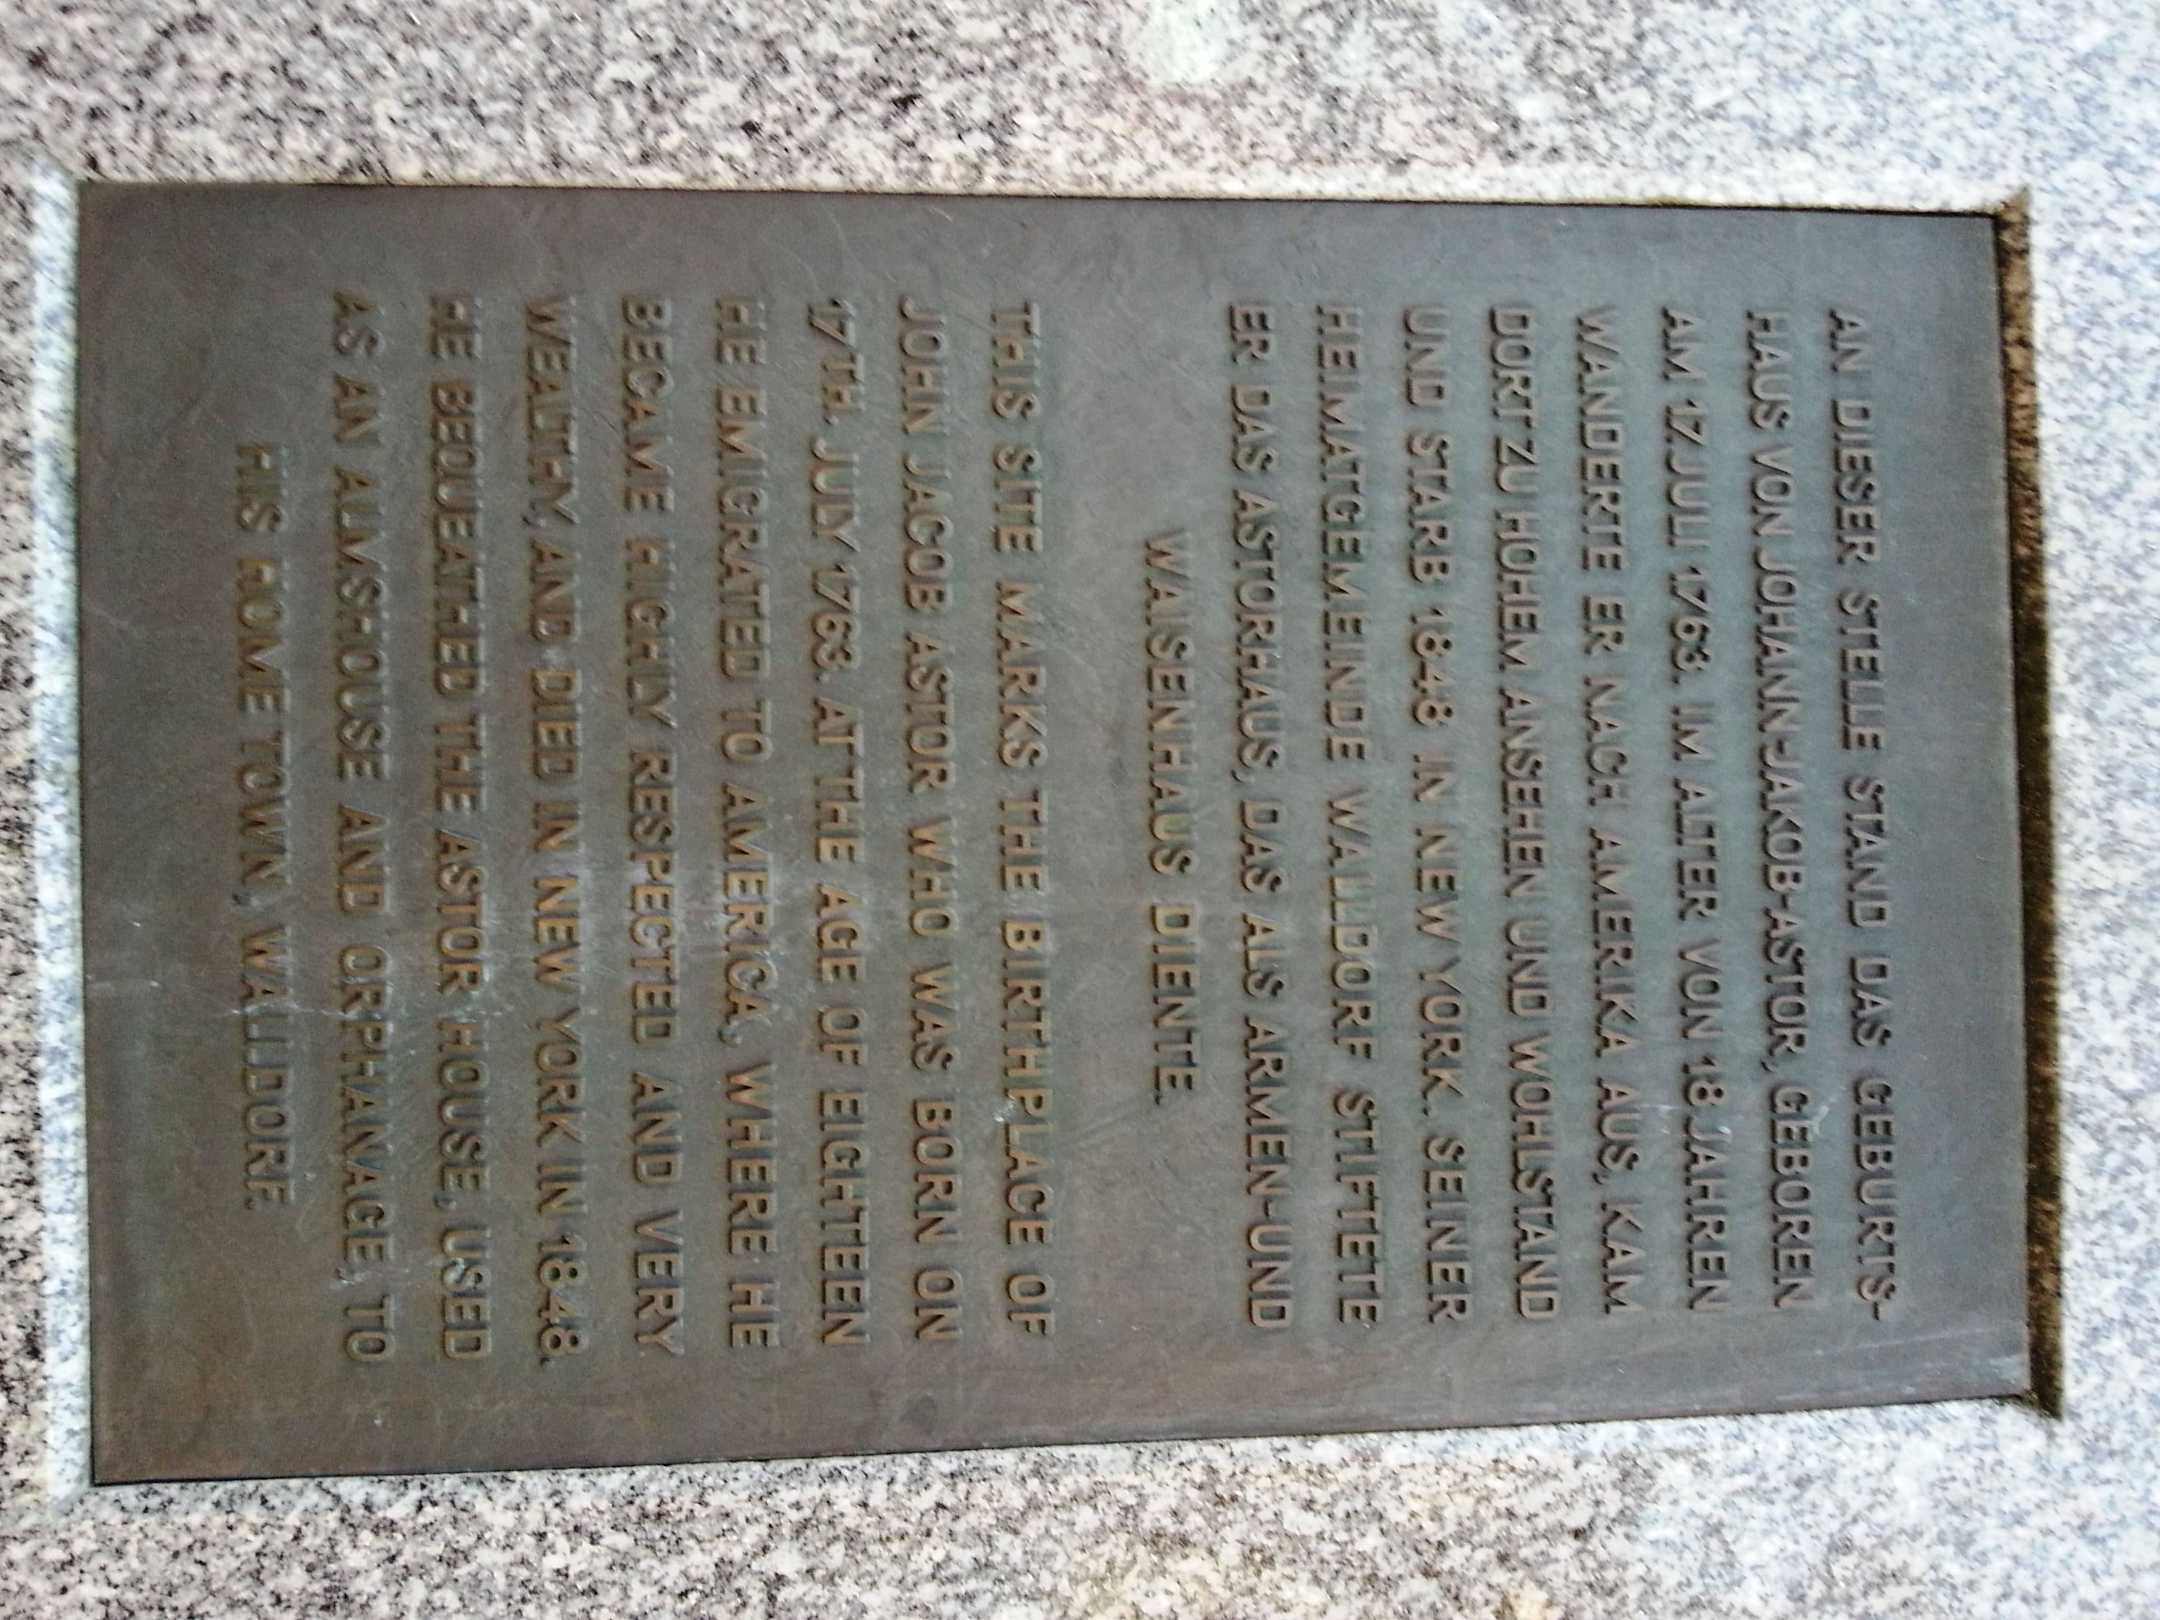 AN DIESER STELLE STAND DAS GEBURTS-
HAUS VON JOHANN-JAKOB-ASTOR, GEBOREN
AM 17. JULI 1763. IM ALTER VON 18 JAHREN
WANDERTE ER NACH AMERIKA AUS, KAM
DORT ZU HOHEM ANSEHEN UND WOHLSTAND
UND STARB 1848 IN NEW YORK. SEINER
HEIMATGEMEINDE WALLDORF STIFTETE
ER DAS ASTORHAUS, DAS ALS ARMEN-UND
WAISENHAUS DIENTE.
THIS SITE MARKS THE BIRTHPLACE OF
JOHN JACOB ASTOR WHO WAS BORN ON
17TH. JULY 1763. AT THE AGE OF EIGHTEEN
HE EMIGRATED TO AMERICA, WHERE HE
BECAME HIGHLY RESPECTED AND VERY
WEALTHY, AND DIED IN NEW YORK IN 1848.
HE BEQUEATHED THE ASTOR HOUSE, USED
AS AN ALMSHOUSE AND ORPHANAGE, TO
HIS HOME TOWN, WALLDORF.